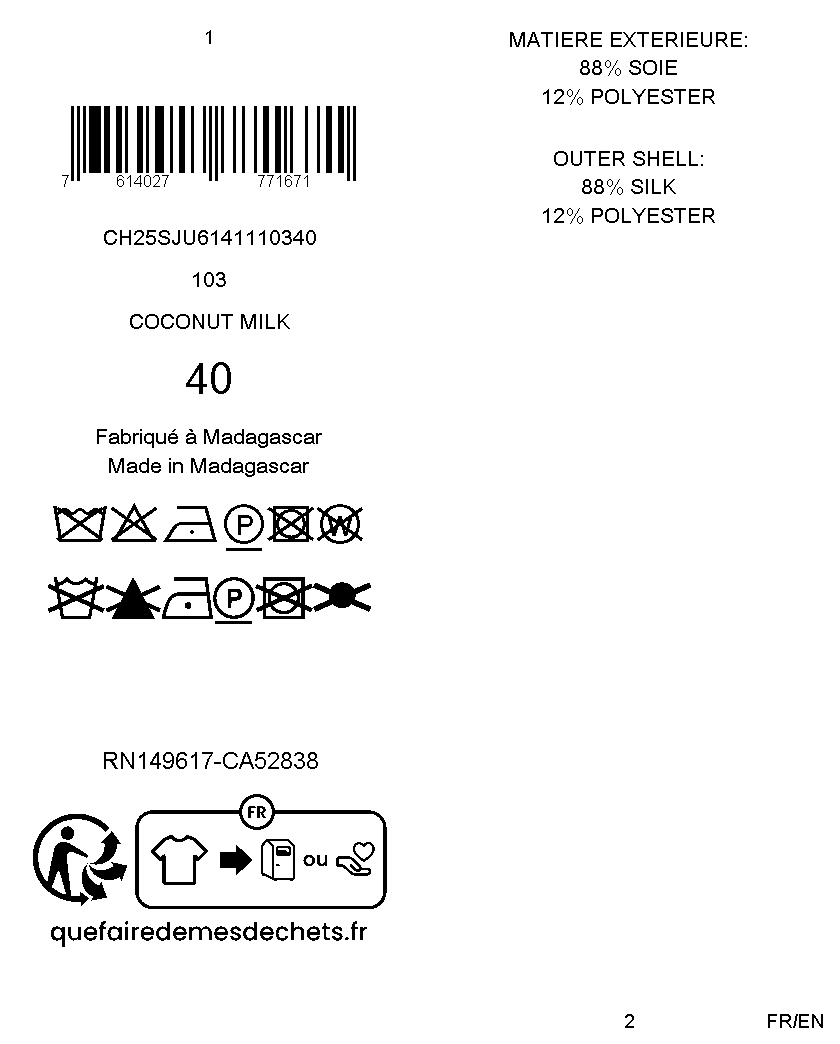 1
7 614027 771671
CH25SJU6141110340
103
COCONUT MILK
40
Fabriqué à Madagascar
Made in Madagascar
P W
P
RN149617-CA52838
FR
ou
quefairedemesdechets.fr
MATIERE EXTERIEURE:
88% SOIE
12% POLYESTER
OUTER SHELL:
88% SILK
12% POLYESTER
2
FR/EN